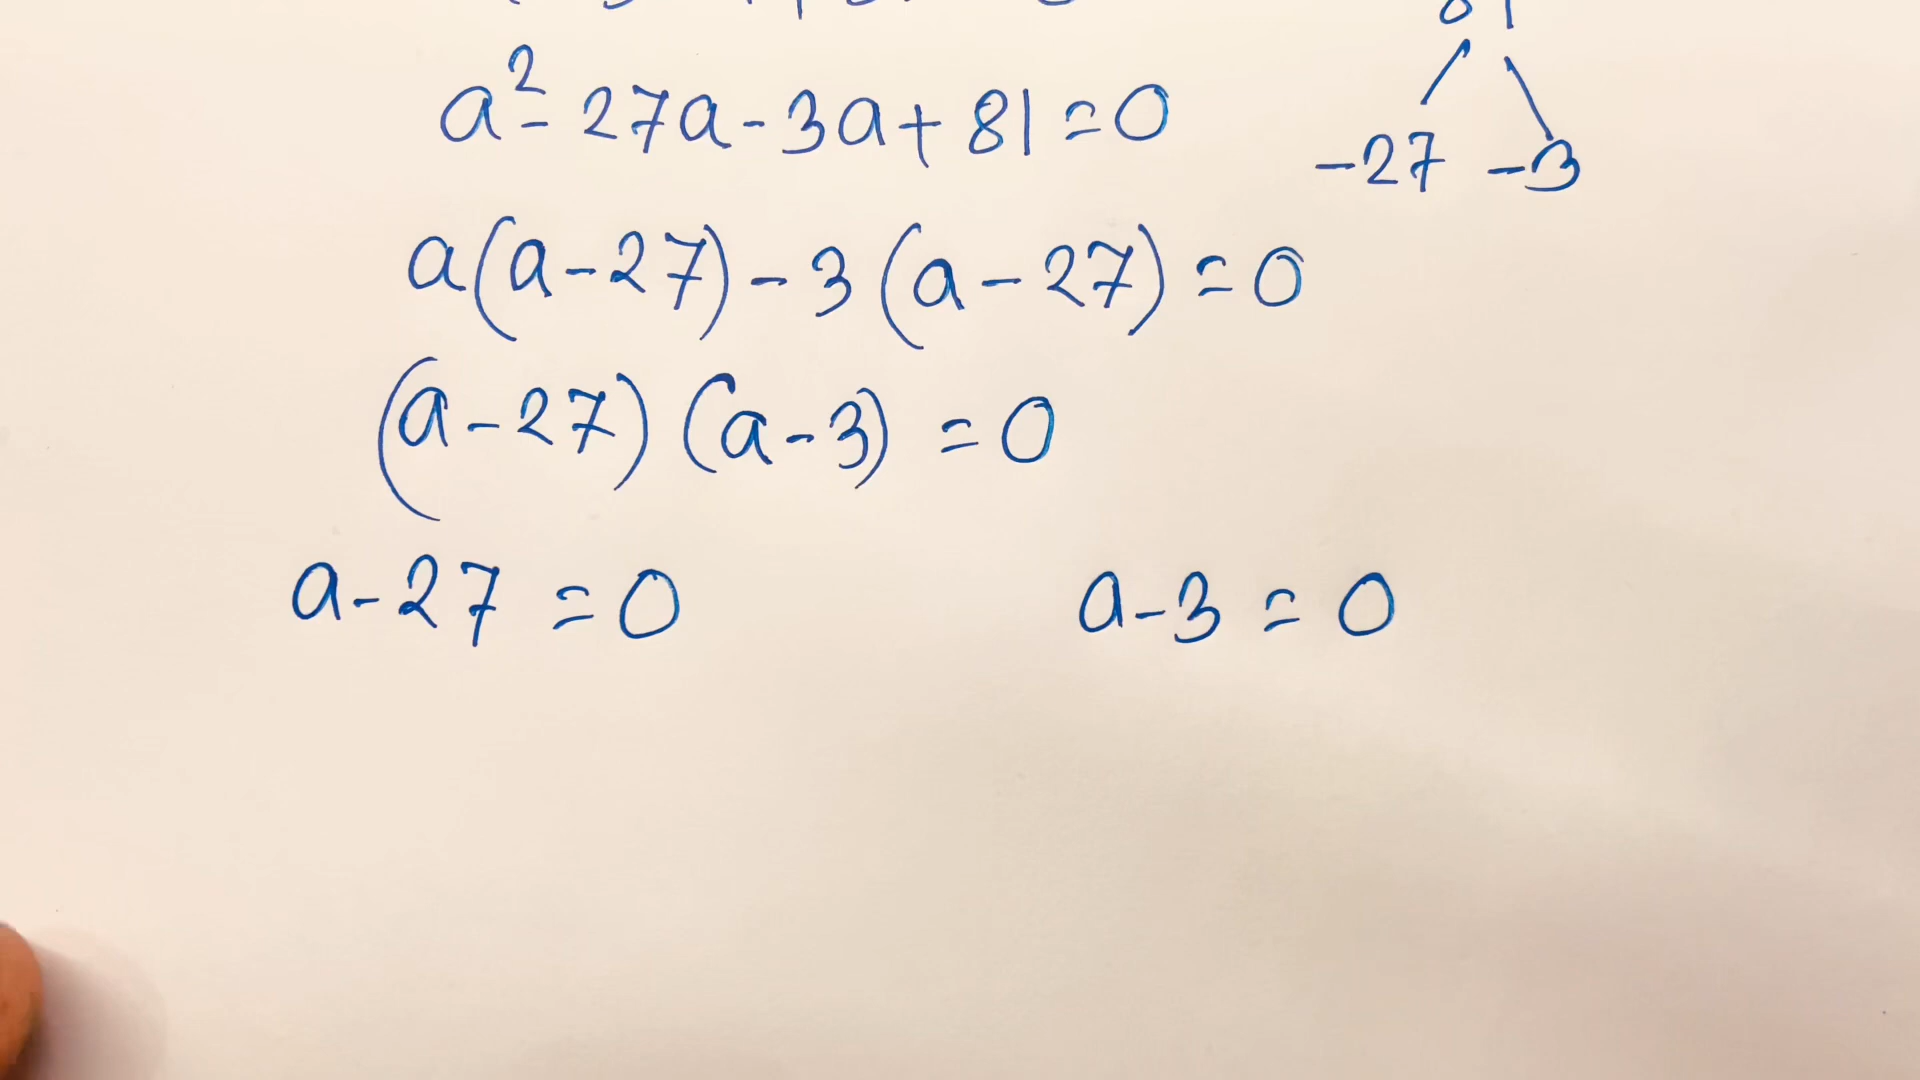 a² - 27a - 3a + 81 = 0
-27 -3
a(a - 27) - 3(a - 27) = 0
(a - 27)(a - 3) = 0
a - 27 = 0
a - 3 = 0